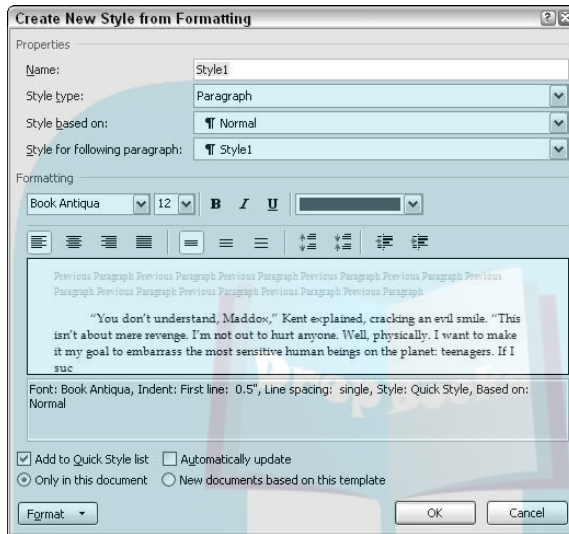 Create New Style from Formatting
Properties
Name: Style1
Style type: Paragraph
Style based on: ¶ Normal
Style for following paragraph: ¶ Style1
Formatting
Book Antiqua 12 B I U
Previous Paragraph Previous Paragraph Previous Paragraph Previous Paragraph Previous Paragraph Previous
Paragraph Previous Paragraph Previous Paragraph Previous Paragraph Previous Paragraph
“You don’t understand, Maddox,” Kent explained, cracking an evil smile. “This
isn’t about mere revenge. I’m not out to hurt anyone. Well, physically. I want to make
it my goal to embarrass the most sensitive human beings on the planet: teenagers. If I
suc
Font: Book Antiqua, Indent: First line: 0.5", Line spacing: single, Style: Quick Style, Based on:
Normal
Add to Quick Style list Automatically update
Only in this document New documents based on this template
Format OK Cancel
Drop Books